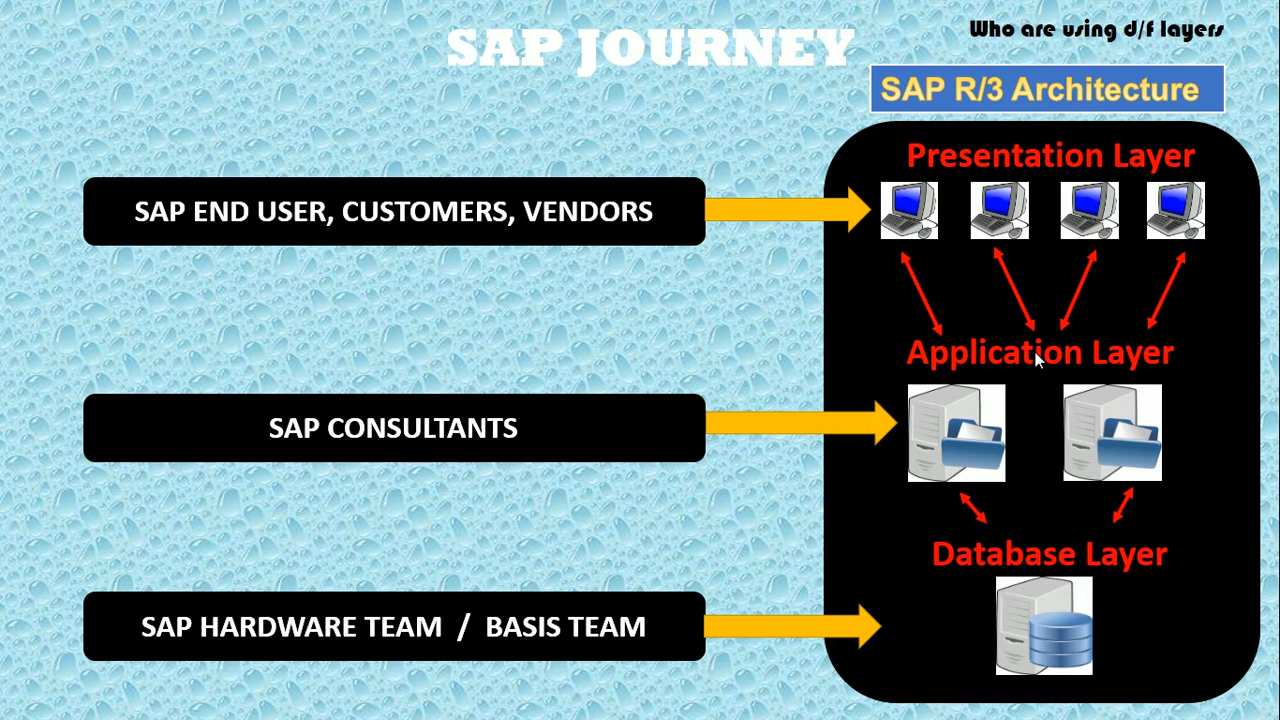 SAP JOURNEY
Who are using d/f layers
SAP R/3 Architecture
Presentation Layer
SAP END USER, CUSTOMERS, VENDORS
Application Layer
SAP CONSULTANTS
Database Layer
SAP HARDWARE TEAM / BASIS TEAM